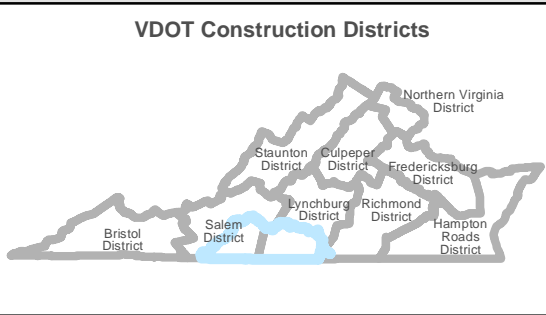 VDOT Construction Districts
Northern Virginia
District
Staunton
District
Culpeper
District
Fredericksburg
District
Lynchburg
District
Richmond
District
Salem
District
Bristol
District
Hampton
Roads
District